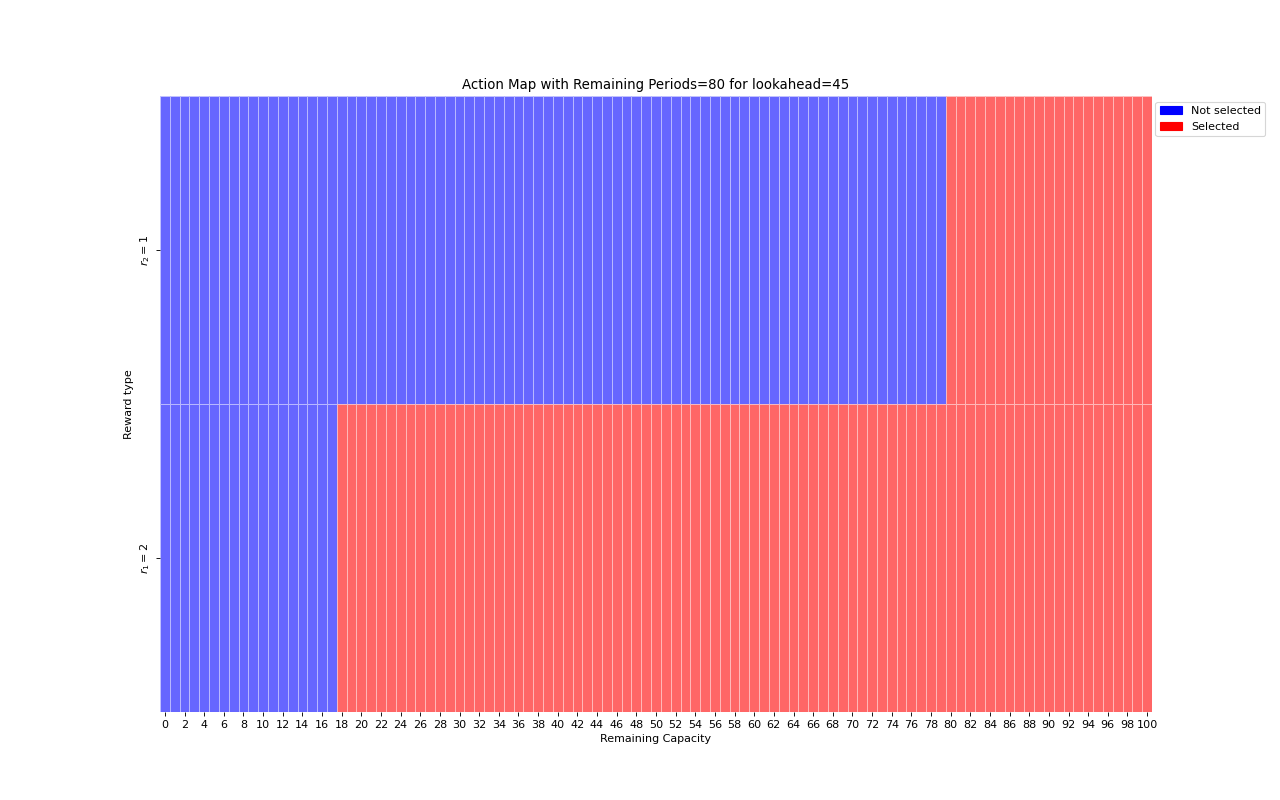 Action Map with Remaining Periods=80 for lookahead=45
Not selected
Selected
r₂ = 1
Reward type
r₁ = 2
0 2 4 6 8 10 12 14 16 18 20 22 24 26 28 30 32 34 36 38 40 42 44 46 48 50 52 54 56 58 60 62 64 66 68 70 72 74 76 78 80 82 84 86 88 90 92 94 96 98 100
Remaining Capacity